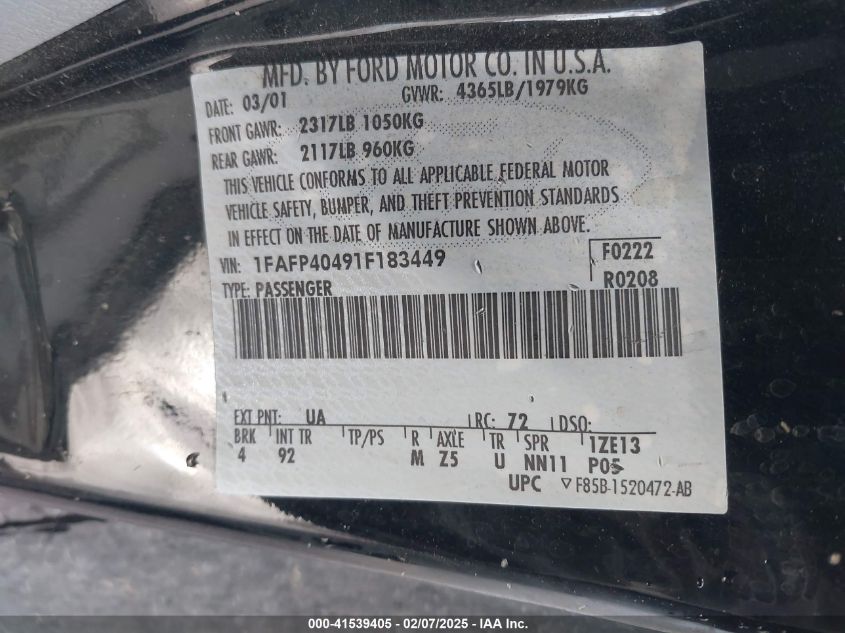 MFD. BY FORD MOTOR CO. IN U.S.A.
DATE: 03/01 GVWR: 4365LB/1979KG
FRONT GAWR: 2317LB 1050KG
REAR GAWR: 2117LB 960KG
THIS VEHICLE CONFORMS TO ALL APPLICABLE FEDERAL MOTOR
VEHICLE SAFETY, BUMPER, AND THEFT PREVENTION STANDARDS
IN EFFECT ON THE DATE OF MANUFACTURE SHOWN ABOVE.
VIN: 1FAFP40491F183449 F0222
TYPE: PASSENGER R0208
EXT PNT: UA RC: 72 DSO:
BRK INT TR TP/PS R AXLE TR SPR 1ZE13
4 92 M Z5 U NN11 P05
UPC ▽F85B-1520472-AB
000-41539405 - 02/07/2025 - IAA Inc.